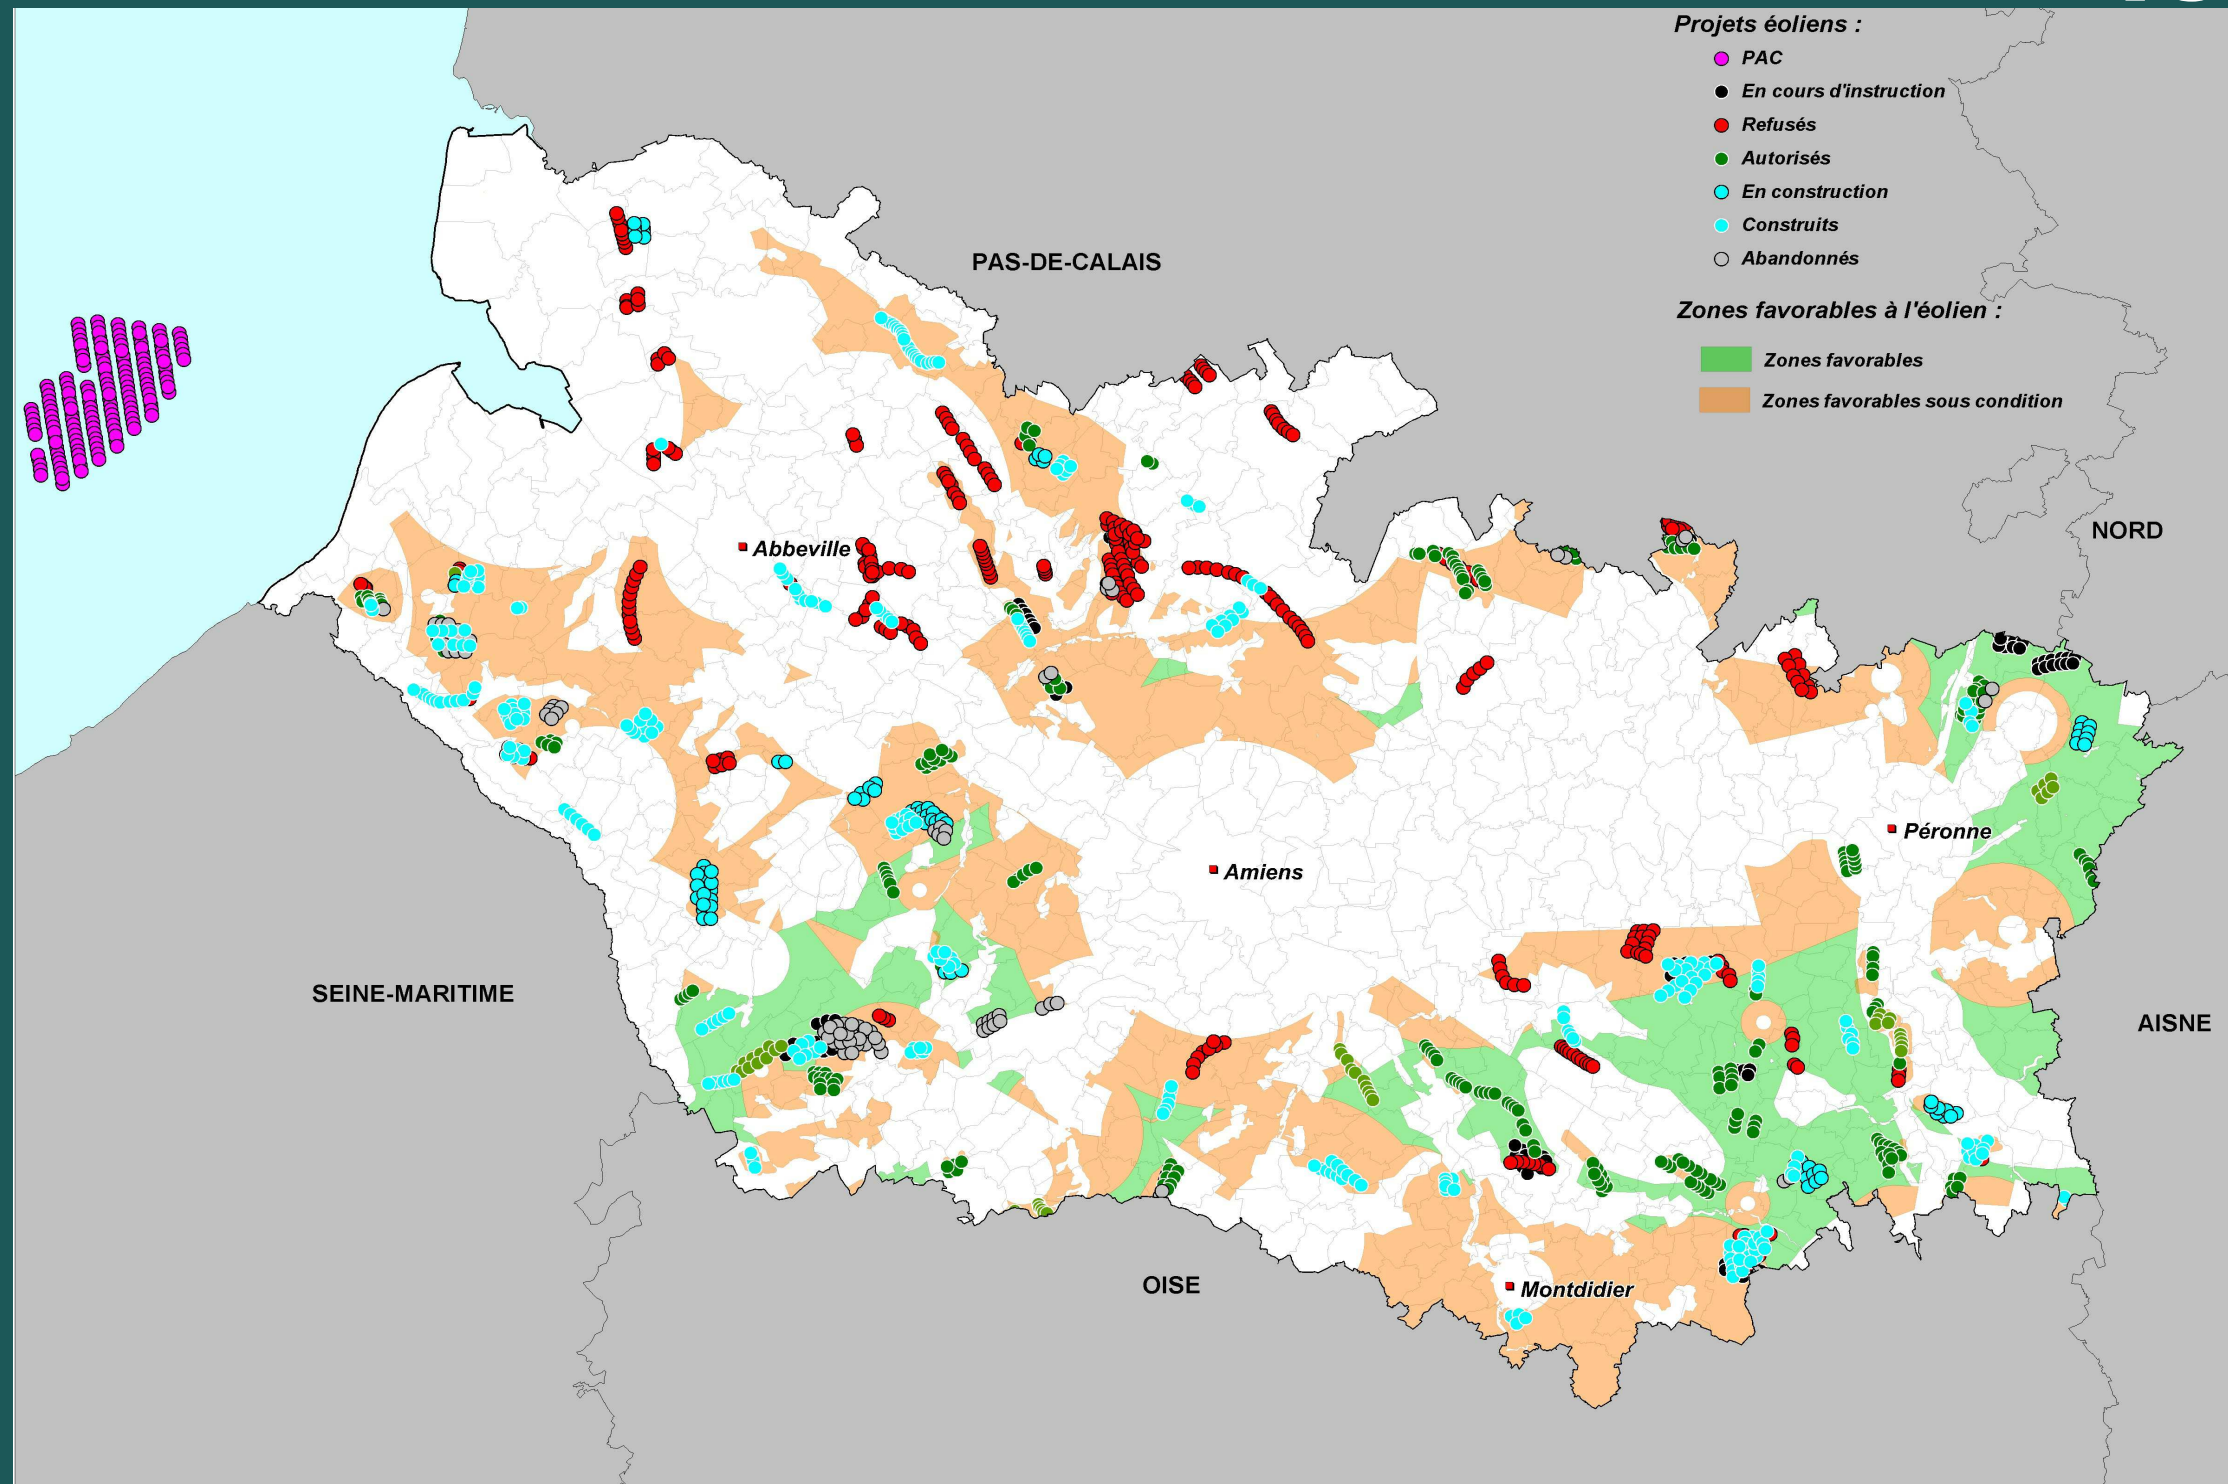 Projets éoliens :
PAC
En cours d'instruction
Refusés
Autorisés
En construction
Construits
Abandonnés
PAS-DE-CALAIS
Zones favorables à l'éolien :
Zones favorables
Zones favorables sous condition
NORD
Abbeville
Péronne
Amiens
SEINE-MARITIME
AISNE
OISE
Montdidier